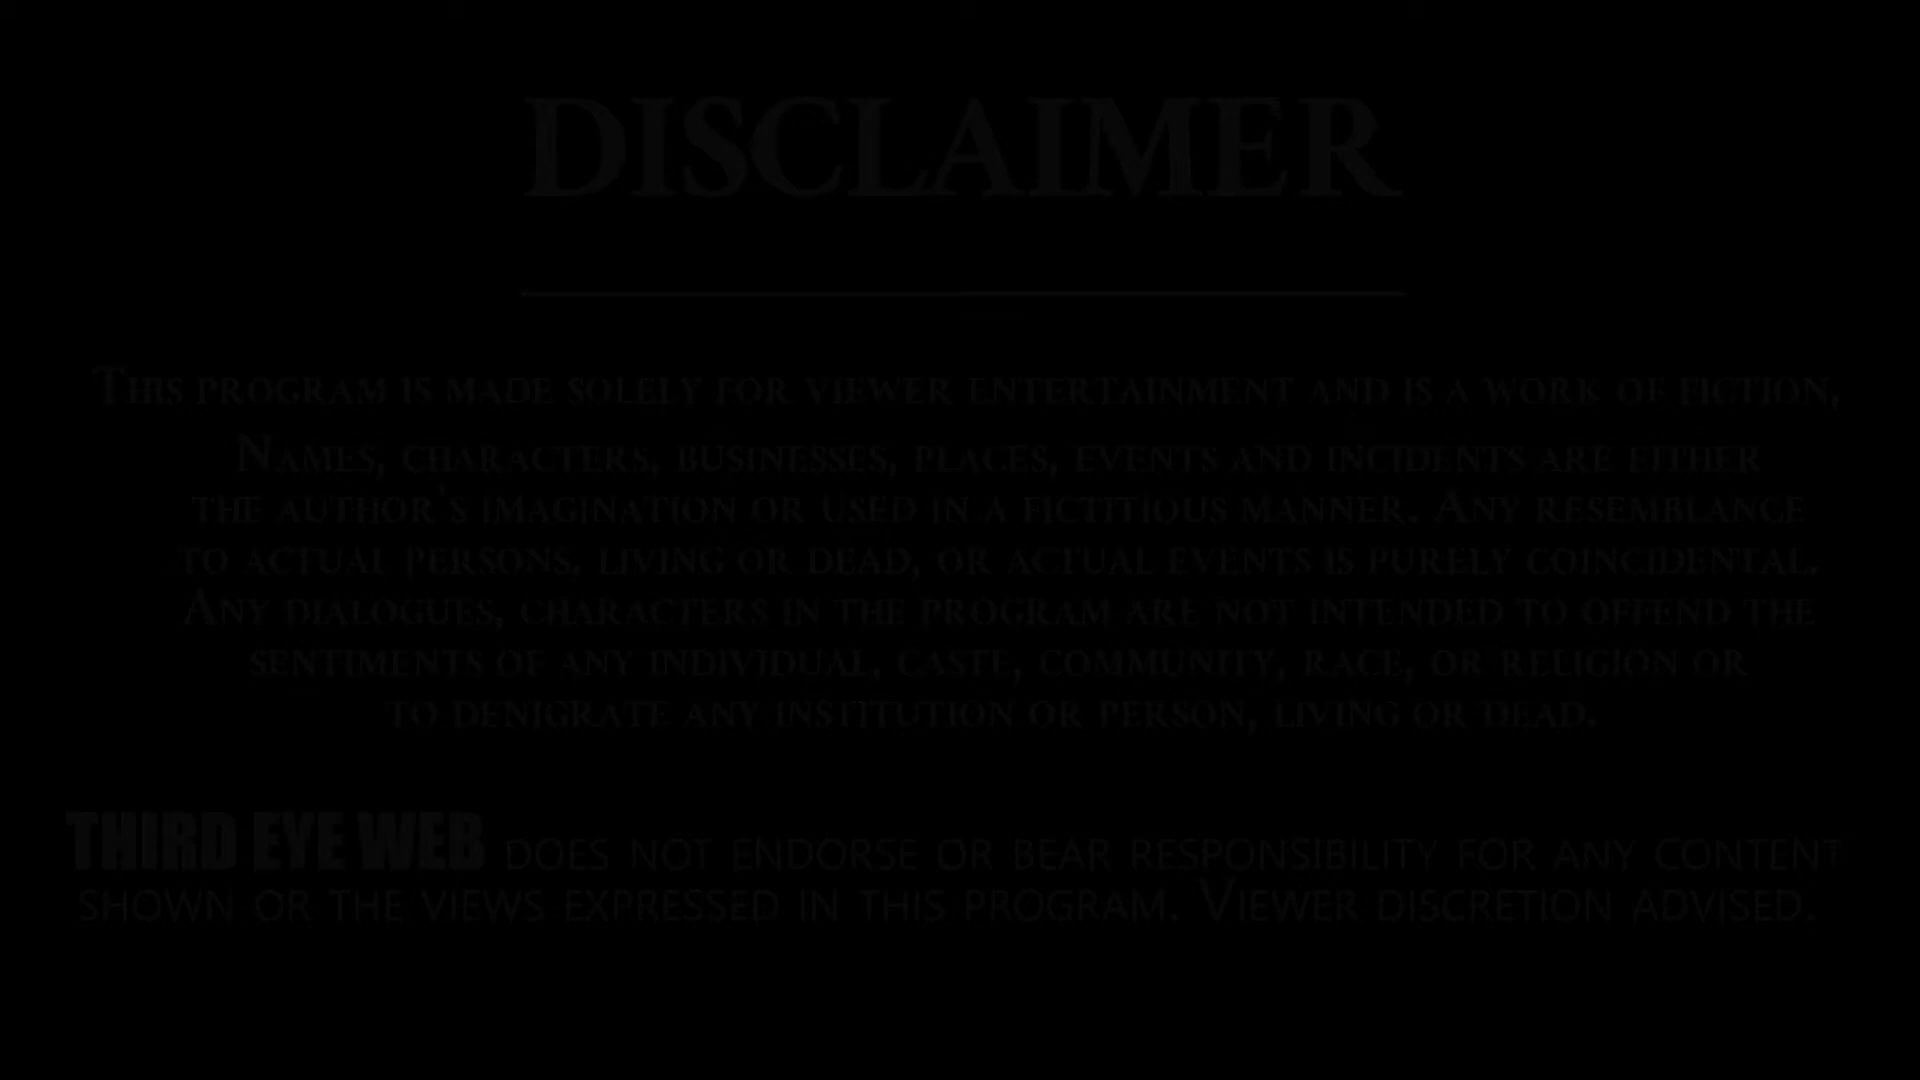 DISCLAIMER
THIS PROGRAM IS MADE SOLELY FOR VIEWER ENTERTAINMENT AND IS A WORK OF FICTION,
NAMES, CHARACTERS, BUSINESSES, PLACES, EVENTS AND INCIDENTS ARE EITHER
THE AUTHOR'S IMAGINATION OR USED IN A FICTITIOUS MANNER. ANY RESEMBLANCE
TO ACTUAL PERSONS, LIVING OR DEAD, OR ACTUAL EVENTS IS PURELY COINCIDENTAL.
ANY DIALOGUES, CHARACTERS IN THE PROGRAM ARE NOT INTENDED TO OFFEND THE
SENTIMENTS OF ANY INDIVIDUAL, CASTE, COMMUNITY, RACE, OR RELIGION OR
TO DENIGRATE ANY INSTITUTION OR PERSON, LIVING OR DEAD.
THIRD EYE WEB DOES NOT ENDORSE OR BEAR RESPONSIBILITY FOR ANY CONTENT
SHOWN OR THE VIEWS EXPRESSED IN THIS PROGRAM. VIEWER DISCRETION ADVISED.